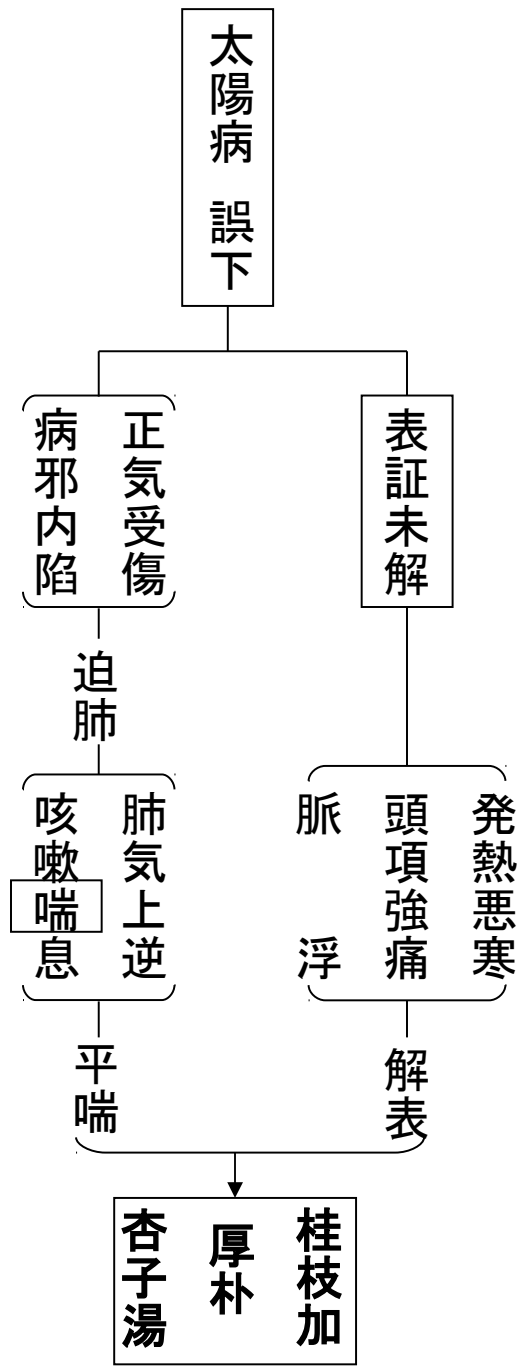 太陽病 誤下
表証未解
正気受傷
病邪内陥
迫肺
発熱悪寒
頭項強痛
脈 浮
肺気上逆
咳嗽喘息
解表
平喘
桂枝加
厚朴
杏子湯